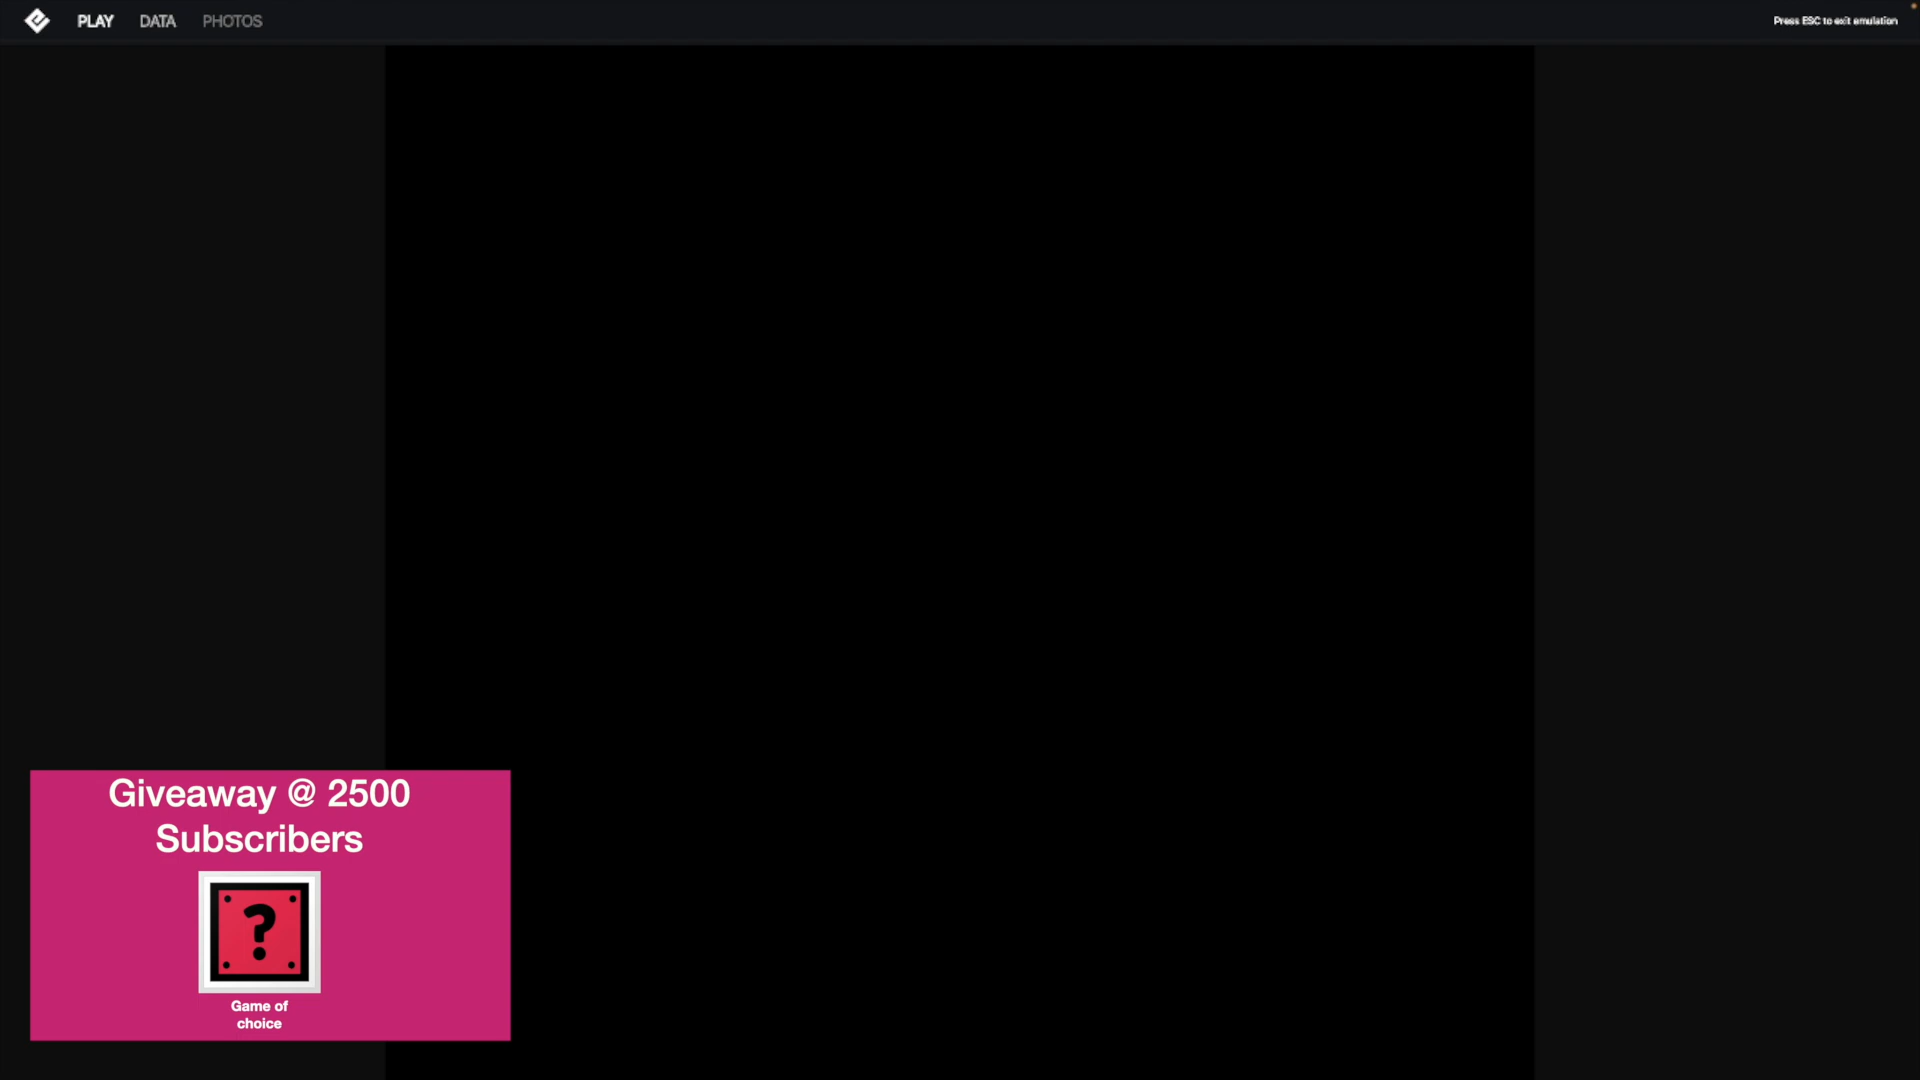 PLAY DATA PHOTOS
Press ESC to exit emulation
Giveaway @ 2500
Subscribers
?
Game of
choice